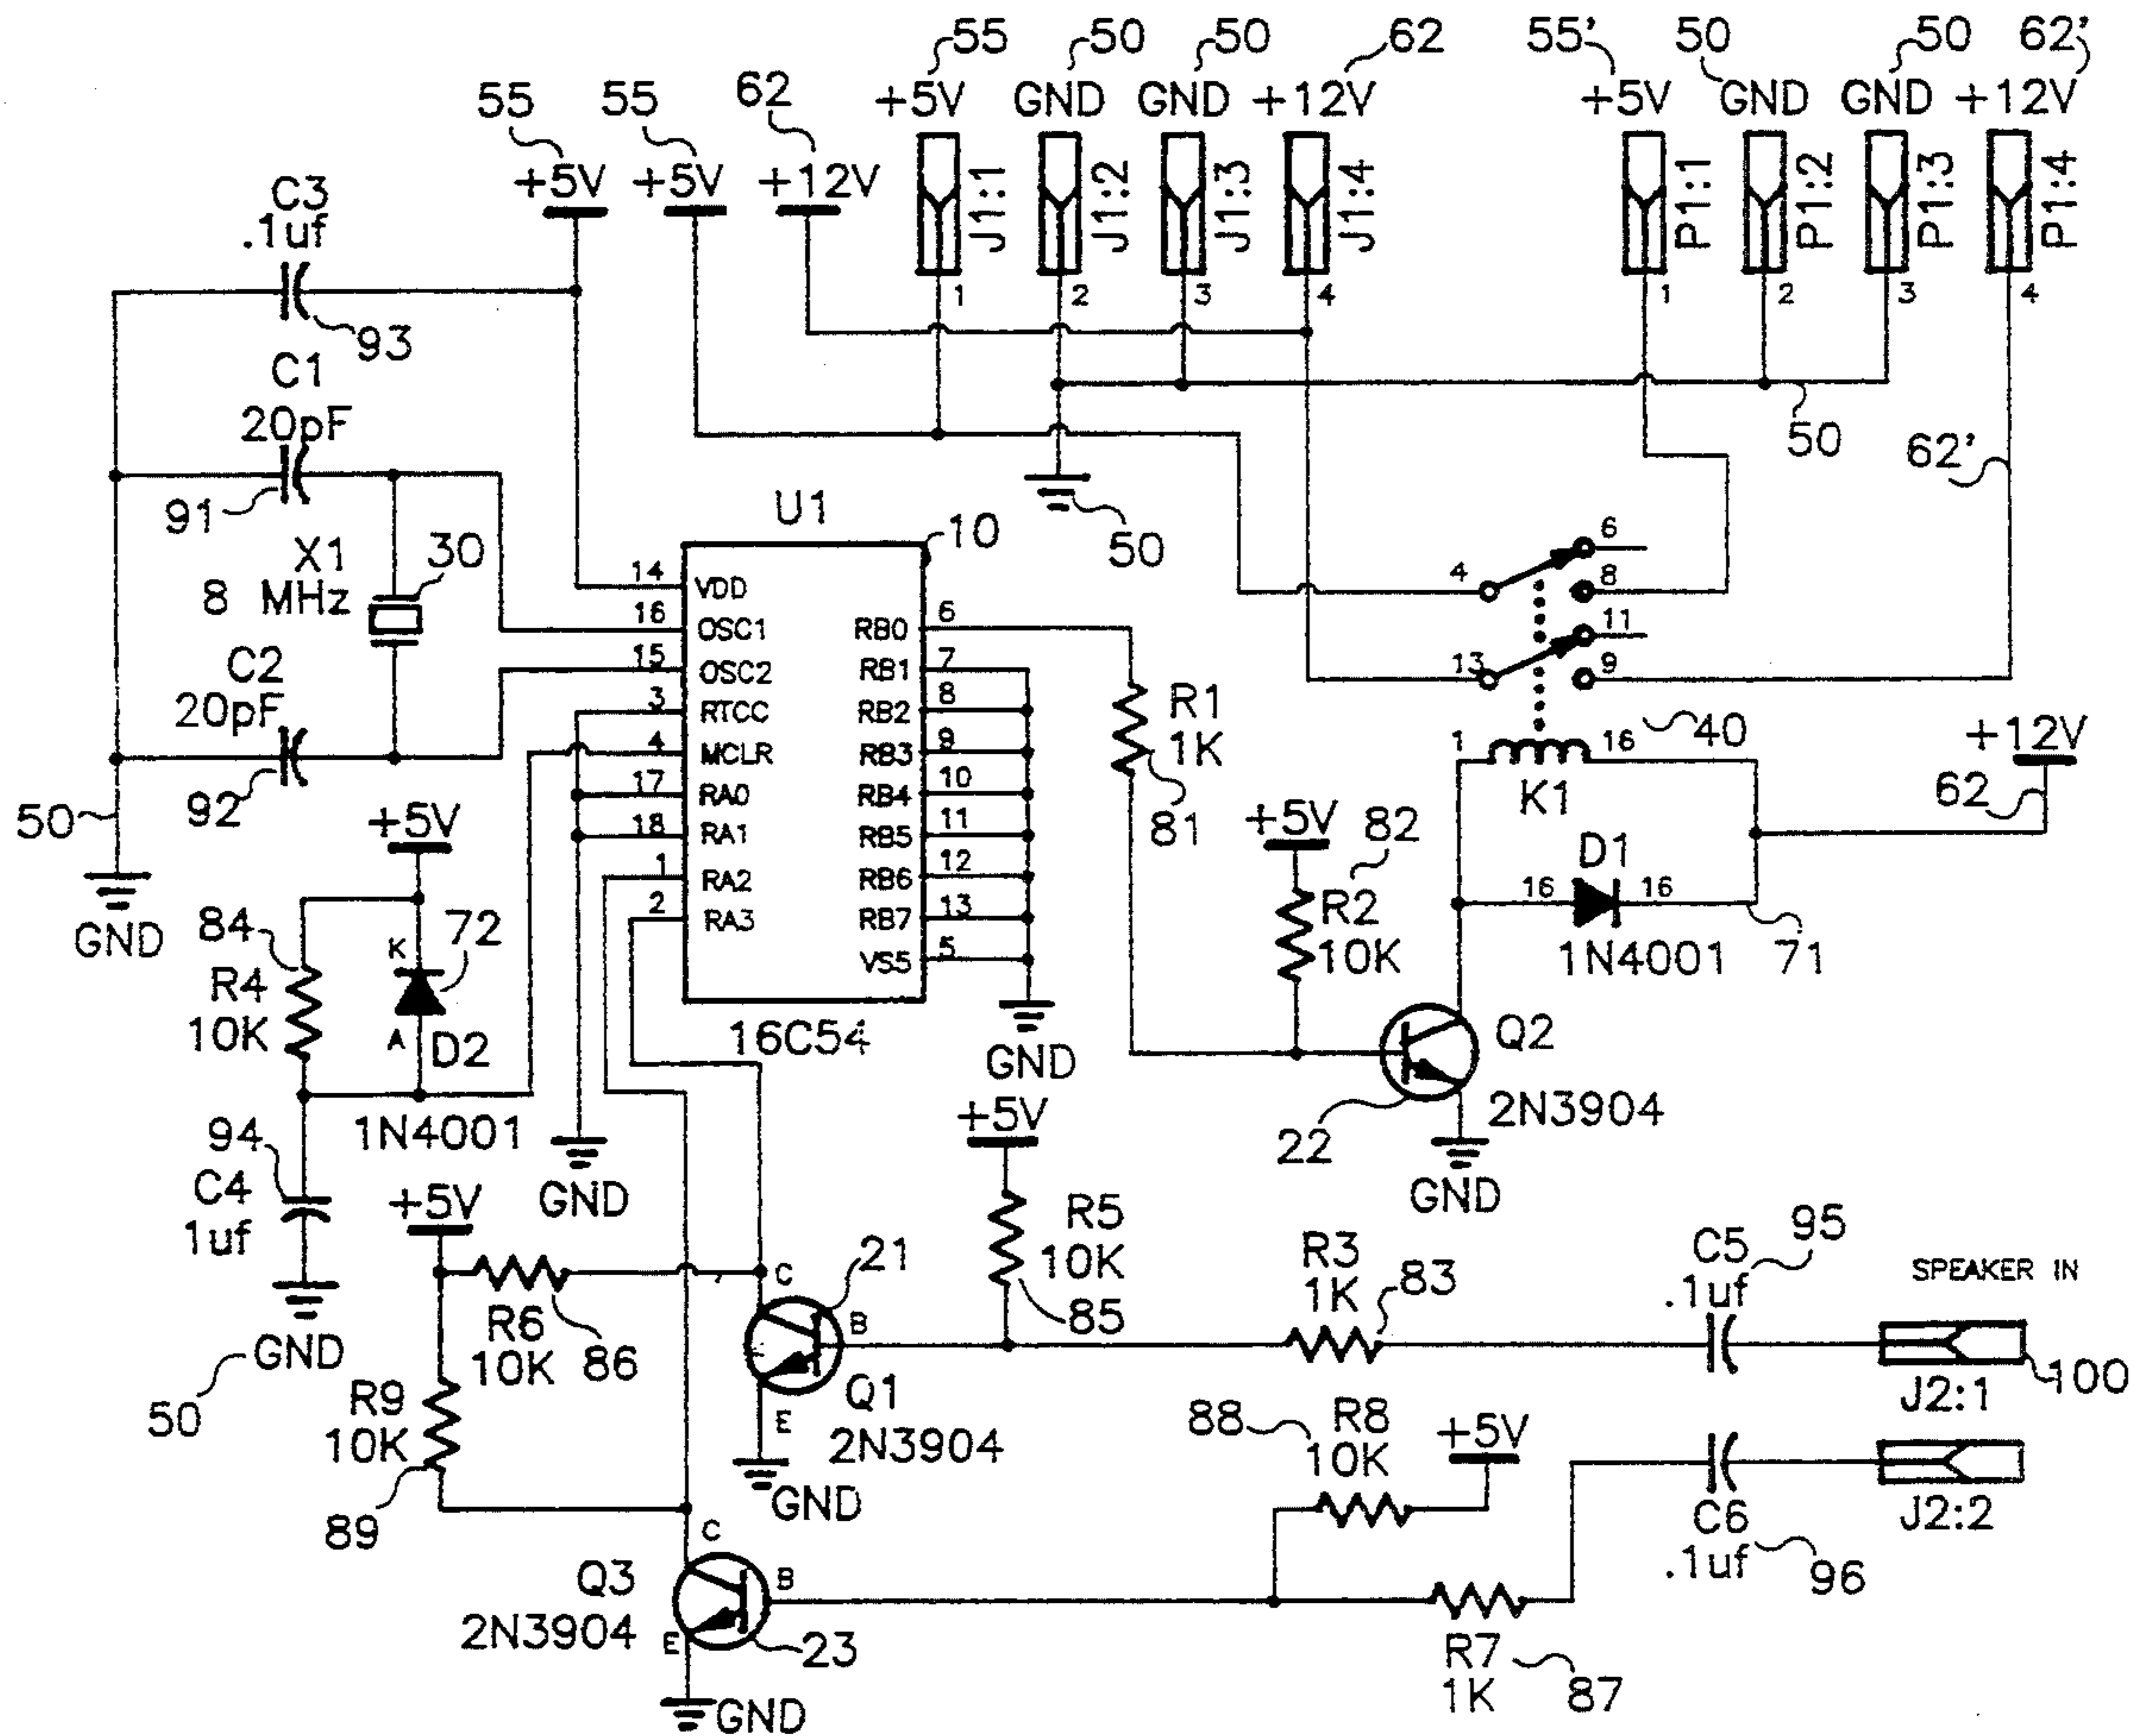 55 50 50 62 55' 50 50 62'
+5V GND GND +12V +5V GND GND +12V
55 55 62
+5V +5V +12V
J1:1 J1:2 J1:3 J1:4 P1:1 P1:2 P1:3 P1:4
1 2 3 4 1 2 3 4
C3
.1uf
93
C1
20pF
91
50
62'
50
U1
10
X1
8 MHz
30
C2
20pF
92
50
GND
14 VDD
16 OSC1
15 OSC2
3 RTCC
4 MCLR
17 RA0
18 RA1
1 RA2
2 RA3
RB0 6
RB1 7
RB2 8
RB3 9
RB4 10
RB5 11
RB6 12
RB7 13
VS5 5
16C54
GND
4 6
8
11
13 9
1 16
40
K1
+12V
62
R1
1K
81
+5V
82
R2
10K
D1
16 16
1N4001
71
Q2
2N3904
22
GND
+5V
84
R4
10K
K
72
A
D2
1N4001
94
C4
1uf
GND
50
GND
+5V
R6
10K
86
R9
10K
89
+5V
R5
10K
85
C
21
B
Q1
E
2N3904
GND
R3
1K
83
C5
.1uf
95
SPEAKER IN
100
J2:1
88
R8
10K
+5V
C6
.1uf
96
J2:2
C
Q3
B
2N3904
E
23
GND
R7
1K
87